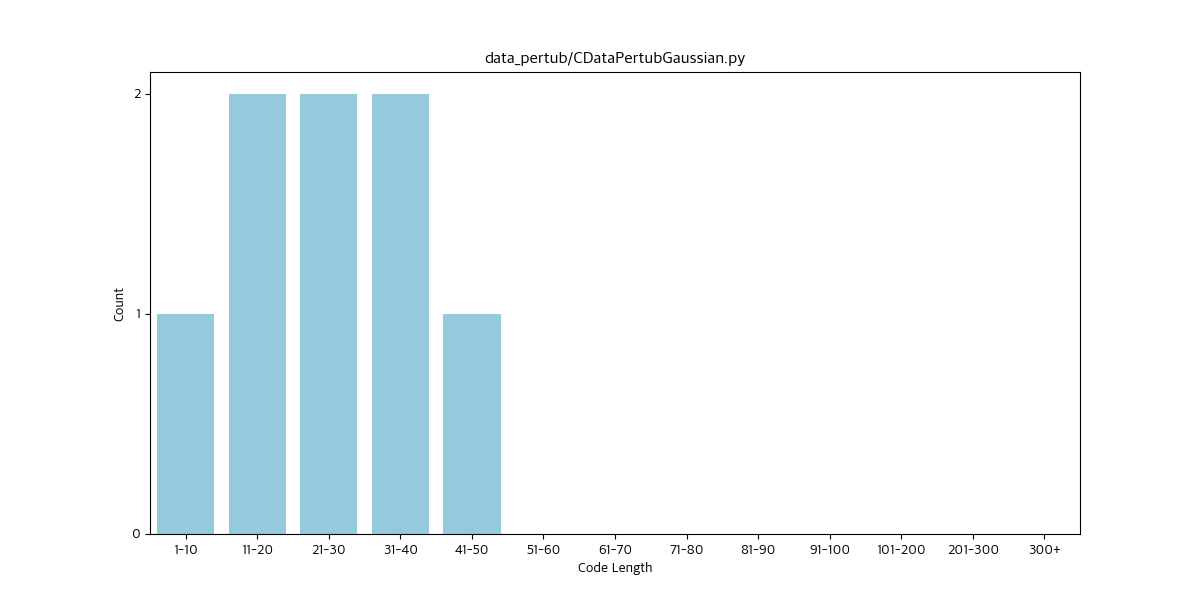 data_pertub/CDataPertubGaussian.py
Count
2
1
0
1-10 11-20 21-30 31-40 41-50 51-60 61-70 71-80 81-90 91-100 101-200 201-300 300+
Code Length